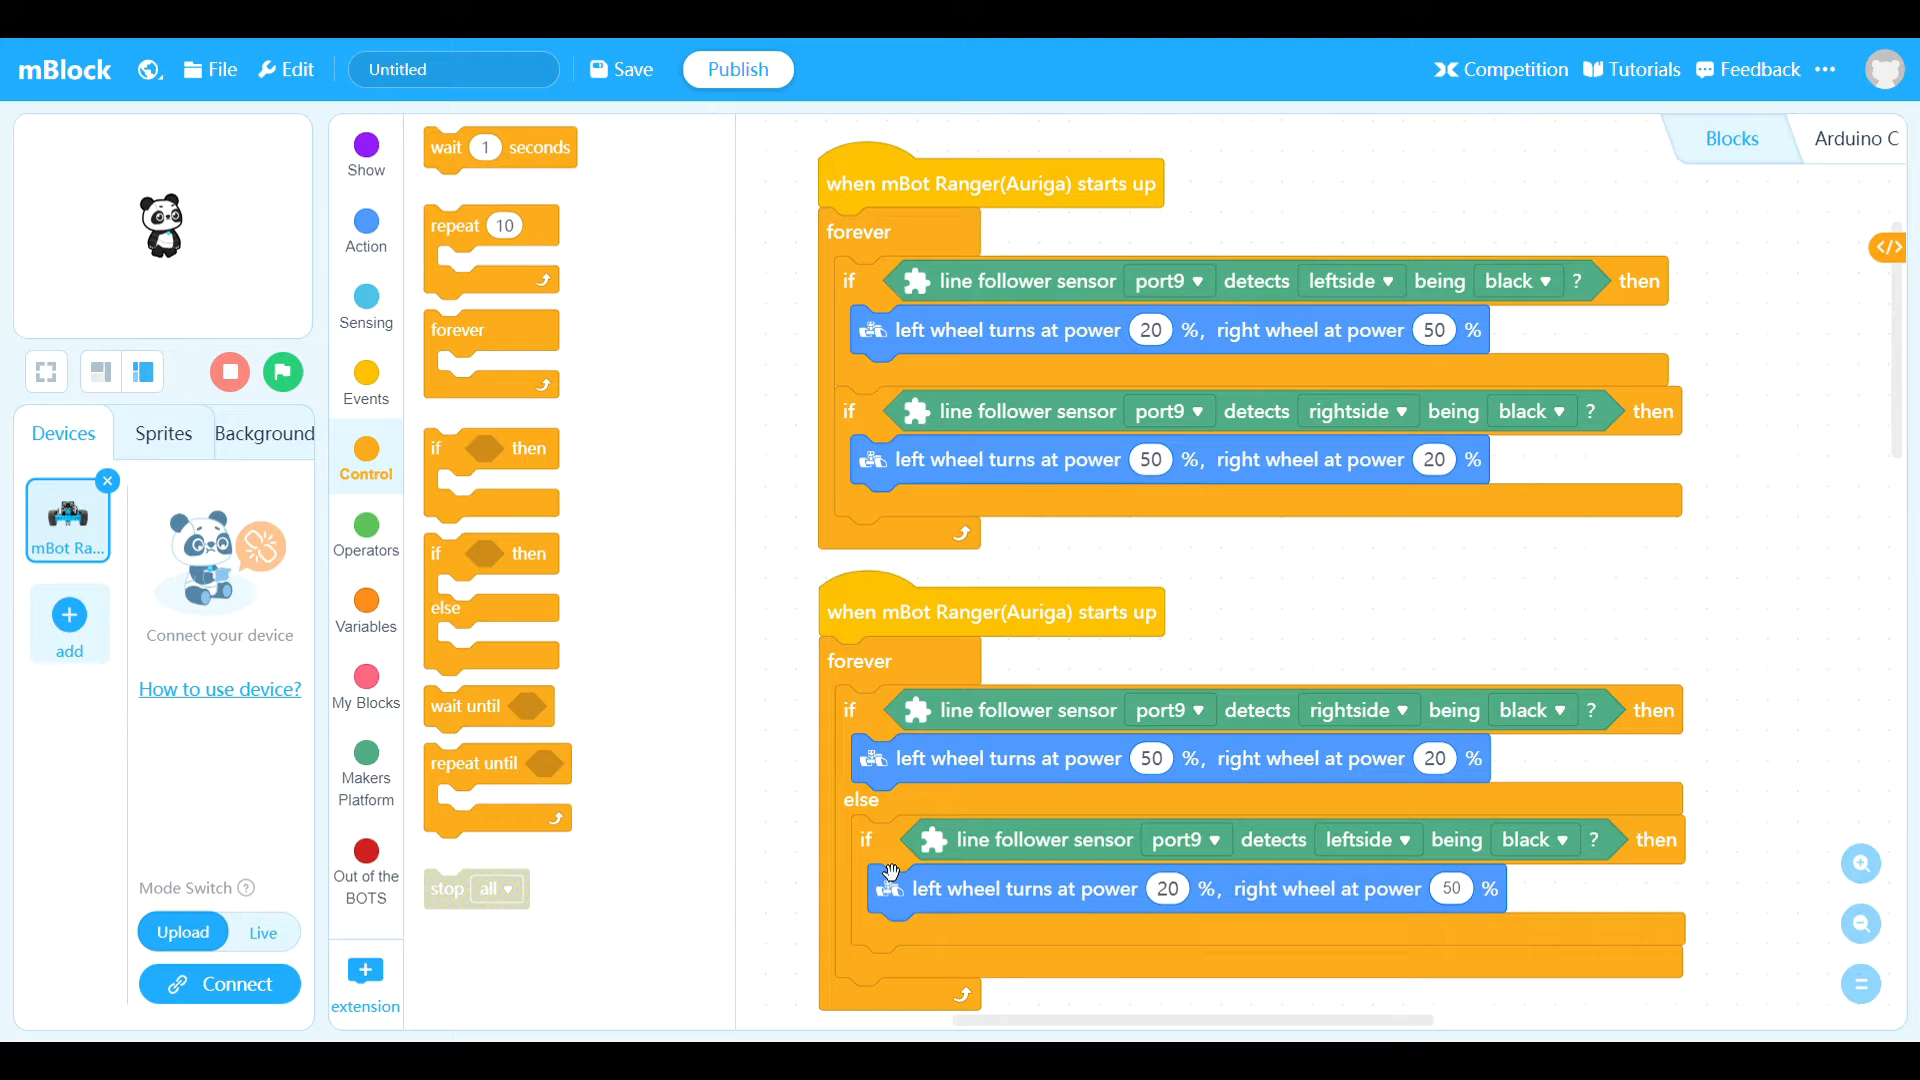 mBlock File Edit Untitled Save Publish Competition Tutorials Feedback
Blocks Arduino C
Show
Action
Sensing
Events
Control
Operators
Variables
My Blocks
Makers
Platform
Out of the
BOTS
extension
Devices Sprites Background
mBot Ra...
add
Connect your device
How to use device?
Mode Switch ?
Upload Live
Connect
wait 1 seconds
repeat 10
forever
if then
if then
else
wait until
repeat until
stop all
when mBot Ranger(Auriga) starts up
forever
if line follower sensor port9 detects leftside being black ? then
left wheel turns at power 20 %, right wheel at power 50 %
if line follower sensor port9 detects rightside being black ? then
left wheel turns at power 50 %, right wheel at power 20 %
when mBot Ranger(Auriga) starts up
forever
if line follower sensor port9 detects rightside being black ? then
left wheel turns at power 50 %, right wheel at power 20 %
else
if line follower sensor port9 detects leftside being black ? then
left wheel turns at power 20 %, right wheel at power 50 %